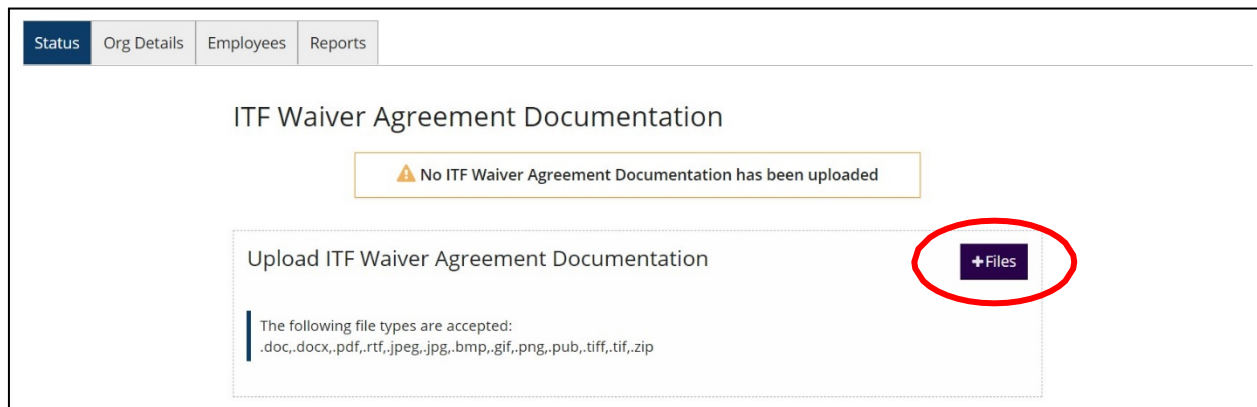 Status Org Details Employees Reports
ITF Waiver Agreement Documentation
No ITF Waiver Agreement Documentation has been uploaded
Upload ITF Waiver Agreement Documentation
+Files
The following file types are accepted:
.doc,.docx,.pdf,.rtf,.jpeg,.jpg,.bmp,.gif,.png,.pub,.tiff,.tif,.zip